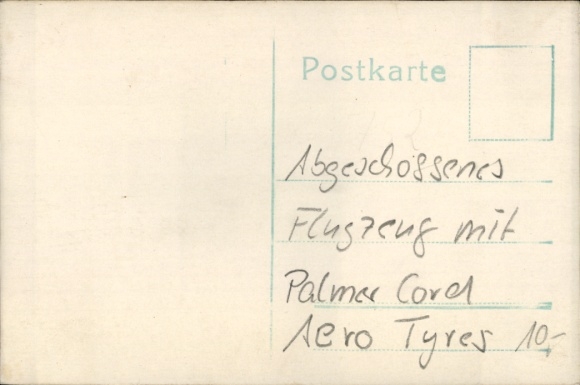 Postkarte
Abgeschossenes
Flugzeug mit
Palmer Cord
Aero Tyres 10-